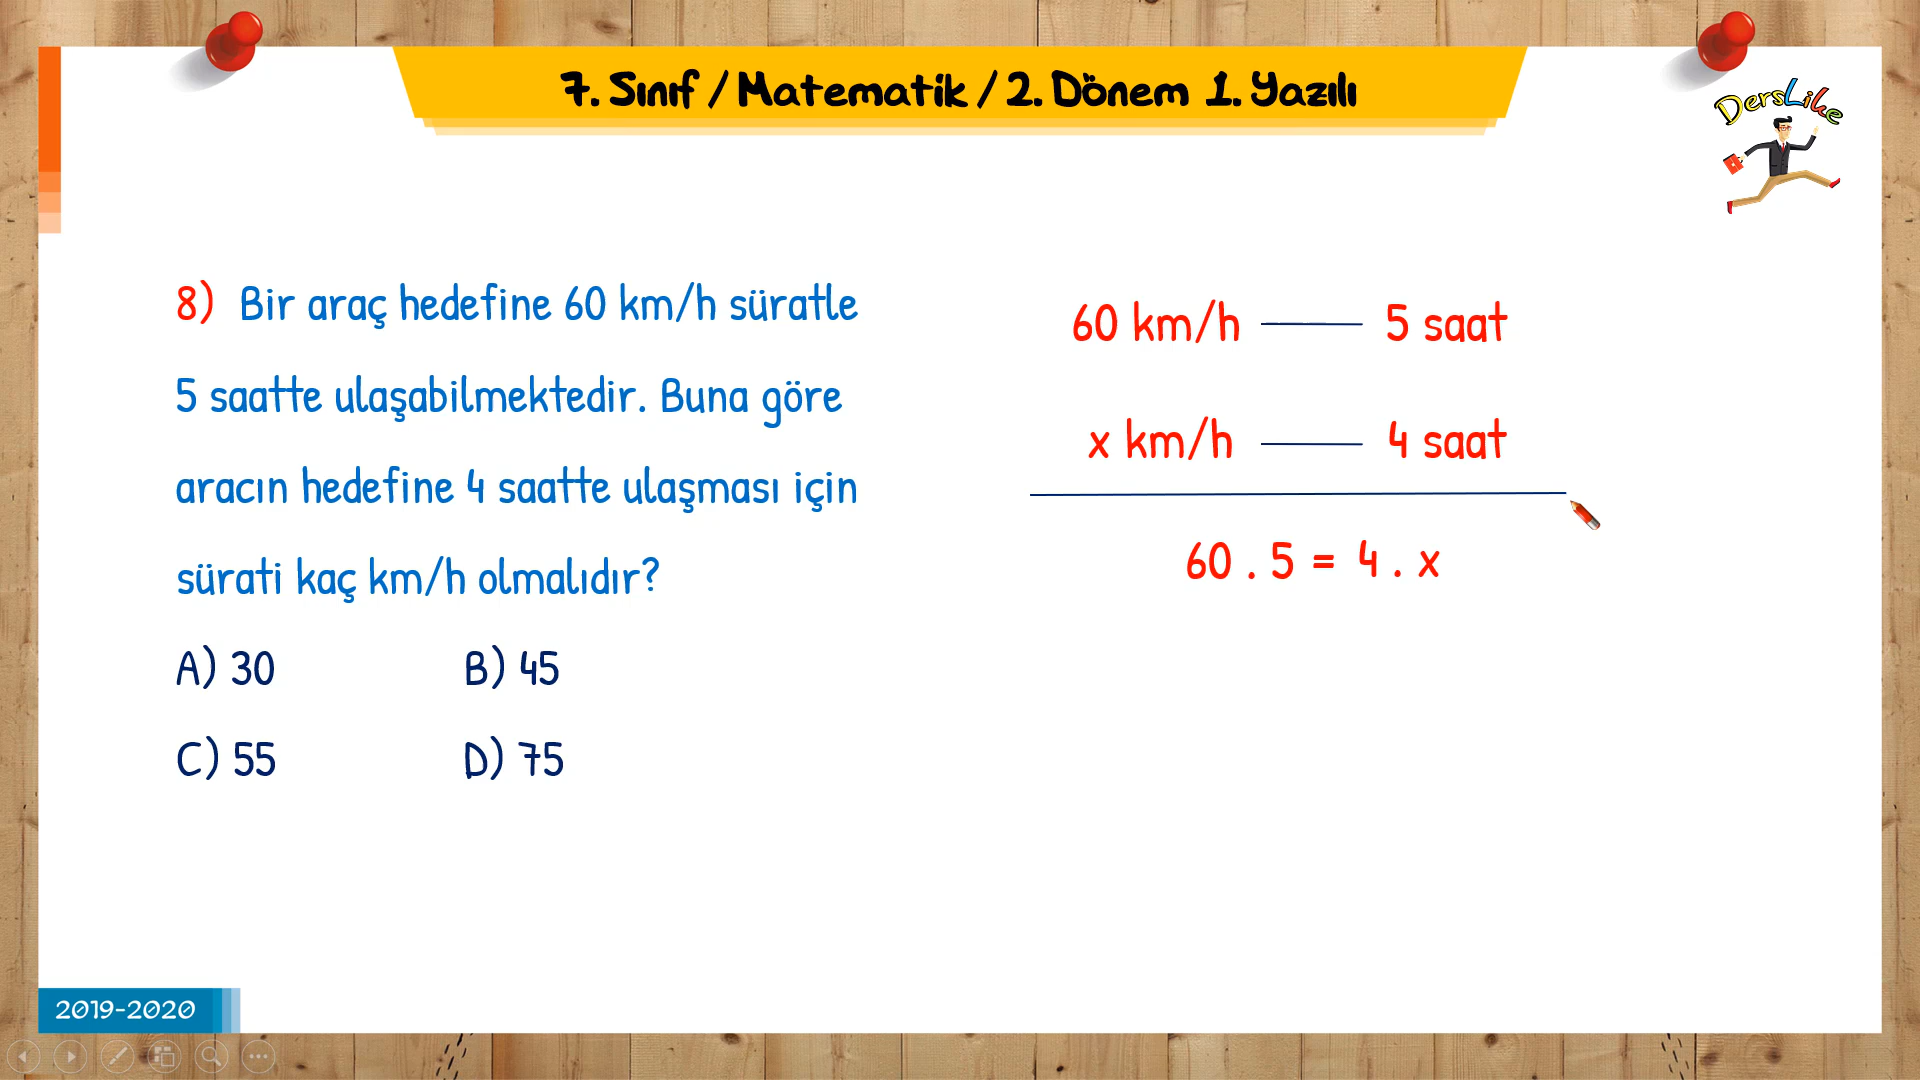 7. Sınıf / Matematik / 2. Dönem 1. Yazılı
DersLike
8) Bir araç hedefine 60 km/h süratle
5 saatte ulaşabilmektedir. Buna göre
aracın hedefine 4 saatte ulaşması için
sürati kaç km/h olmalıdır?
A) 30 B) 45
C) 55 D) 75
60 km/h 5 saat
x km/h 4 saat
60 . 5 = 4 . x
2019-2020